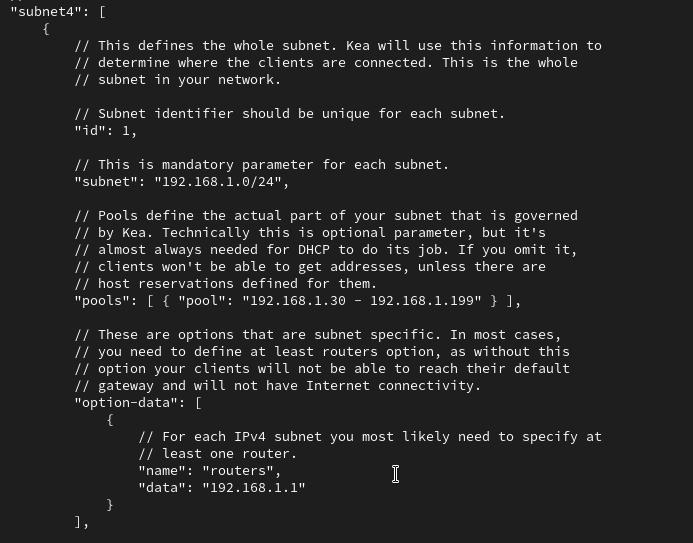 "subnet4": [
{
// This defines the whole subnet. Kea will use this information to
// determine where the clients are connected. This is the whole
// subnet in your network.
// Subnet identifier should be unique for each subnet.
"id": 1,
// This is mandatory parameter for each subnet.
"subnet": "192.168.1.0/24",
// Pools define the actual part of your subnet that is governed
// by Kea. Technically this is optional parameter, but it's
// almost always needed for DHCP to do its job. If you omit it,
// clients won't be able to get addresses, unless there are
// host reservations defined for them.
"pools": [ { "pool": "192.168.1.30 - 192.168.1.199" } ],
// These are options that are subnet specific. In most cases,
// you need to define at least routers option, as without this
// option your clients will not be able to reach their default
// gateway and will not have Internet connectivity.
"option-data": [
{
// For each IPv4 subnet you most likely need to specify at
// least one router.
"name": "routers",
"data": "192.168.1.1"
}
],